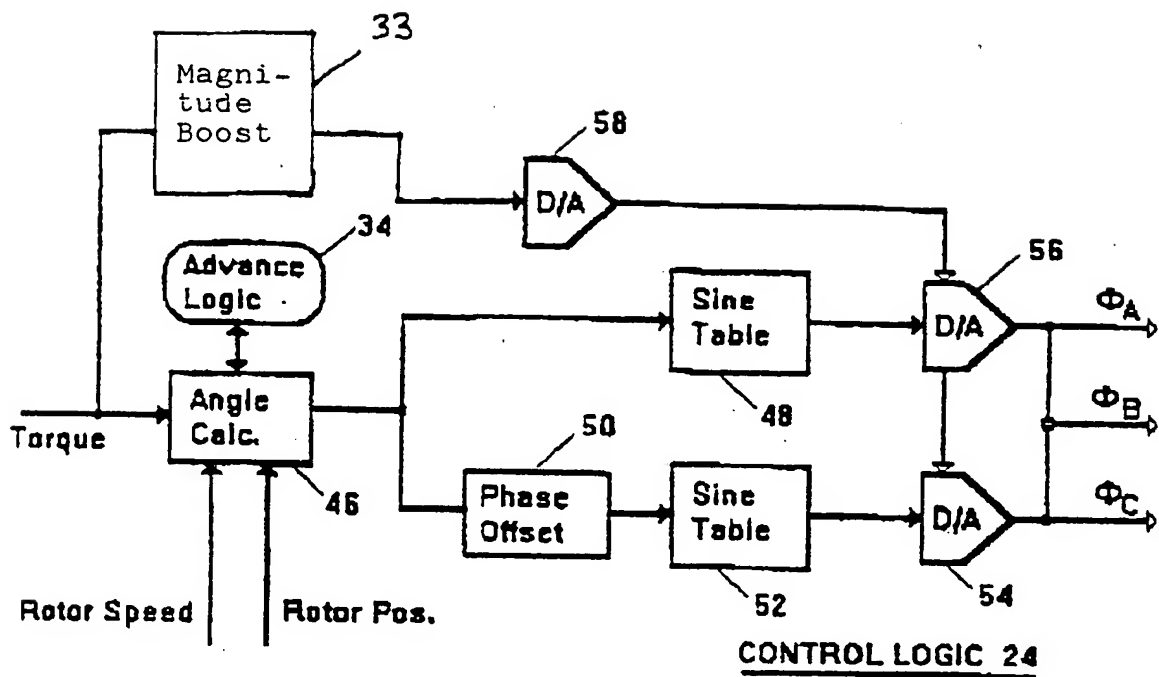 33
Magni-
tude
Boost
58
D/A
34
Advance
Logic
56
Sine
Table
D/A
ΦA
48
Angle
Calc.
Torque
46
ΦB
50
Phase
Offset
Sine
Table
D/A
ΦC
52
54
Rotor Speed
Rotor Pos.
CONTROL LOGIC 24